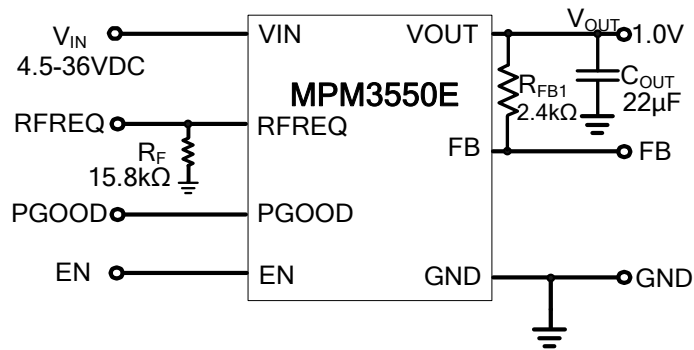 VIN
4.5-36VDC
RFREQ
RF
15.8kΩ
PGOOD
EN
VIN
RFREQ
PGOOD
EN
MPM3550E
VOUT
FB
GND
RFB1
2.4kΩ
VOUT
1.0V
COUT
22µF
FB
GND